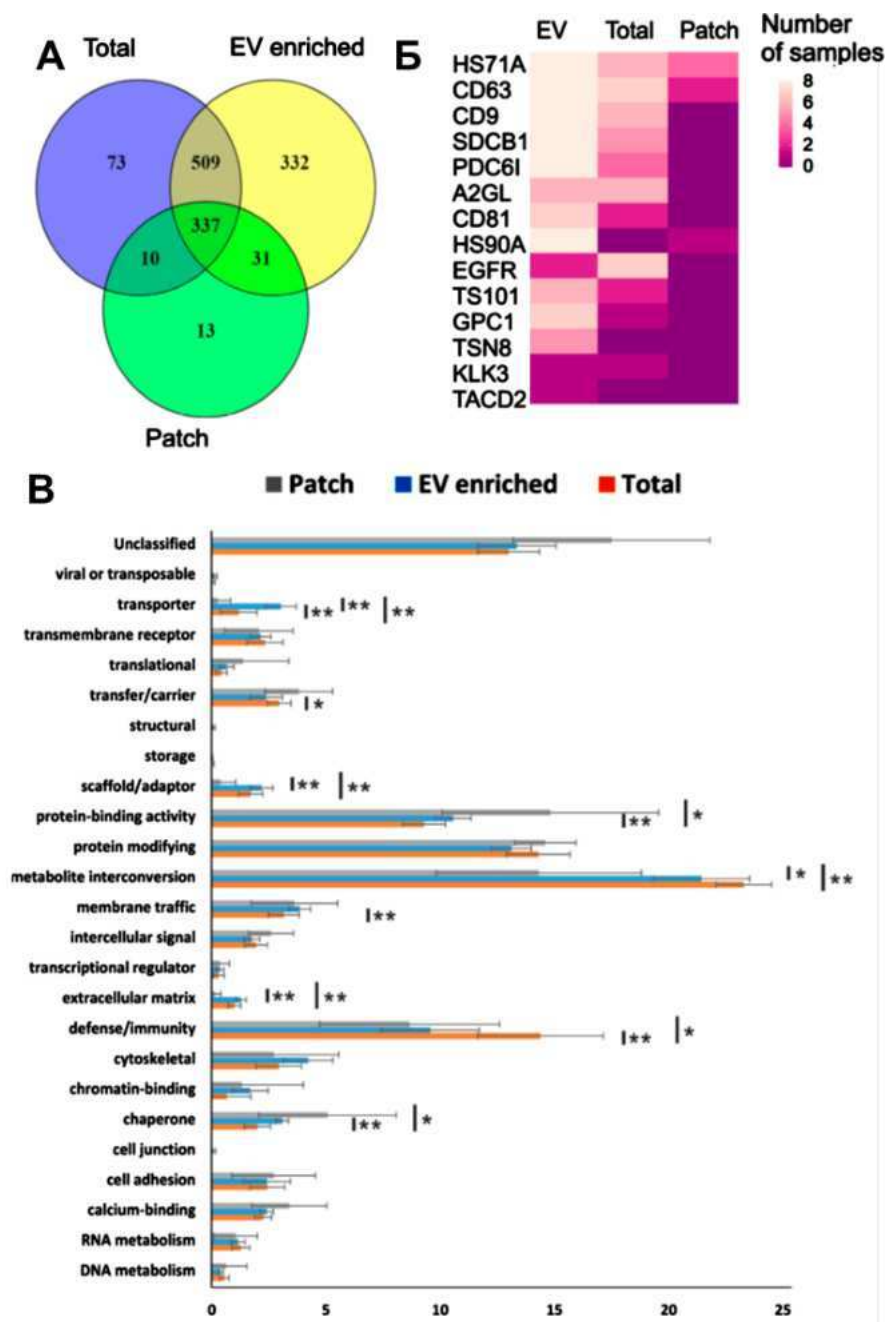 А
Total
EV enriched
73
509
332
337
10
31
13
Patch
Б
EV Total Patch
Number
of samples
HS71A
CD63
CD9
SDCB1
PDC6I
A2GL
CD81
HS90A
EGFR
TS101
GPC1
TSN8
KLK3
TACD2
8
6
4
2
0
В
Patch EV enriched Total
Unclassified
viral or transposable
transporter ** ** **
transmembrane receptor
translational
transfer/carrier *
structural
storage
scaffold/adaptor ** **
protein-binding activity ** *
protein modifying
metabolite interconversion * **
membrane traffic **
intercellular signal
transcriptional regulator
extracellular matrix ** **
defense/immunity ** *
cytoskeletal
chromatin-binding
chaperone ** *
cell junction
cell adhesion
calcium-binding
RNA metabolism
DNA metabolism
0 5 10 15 20 25